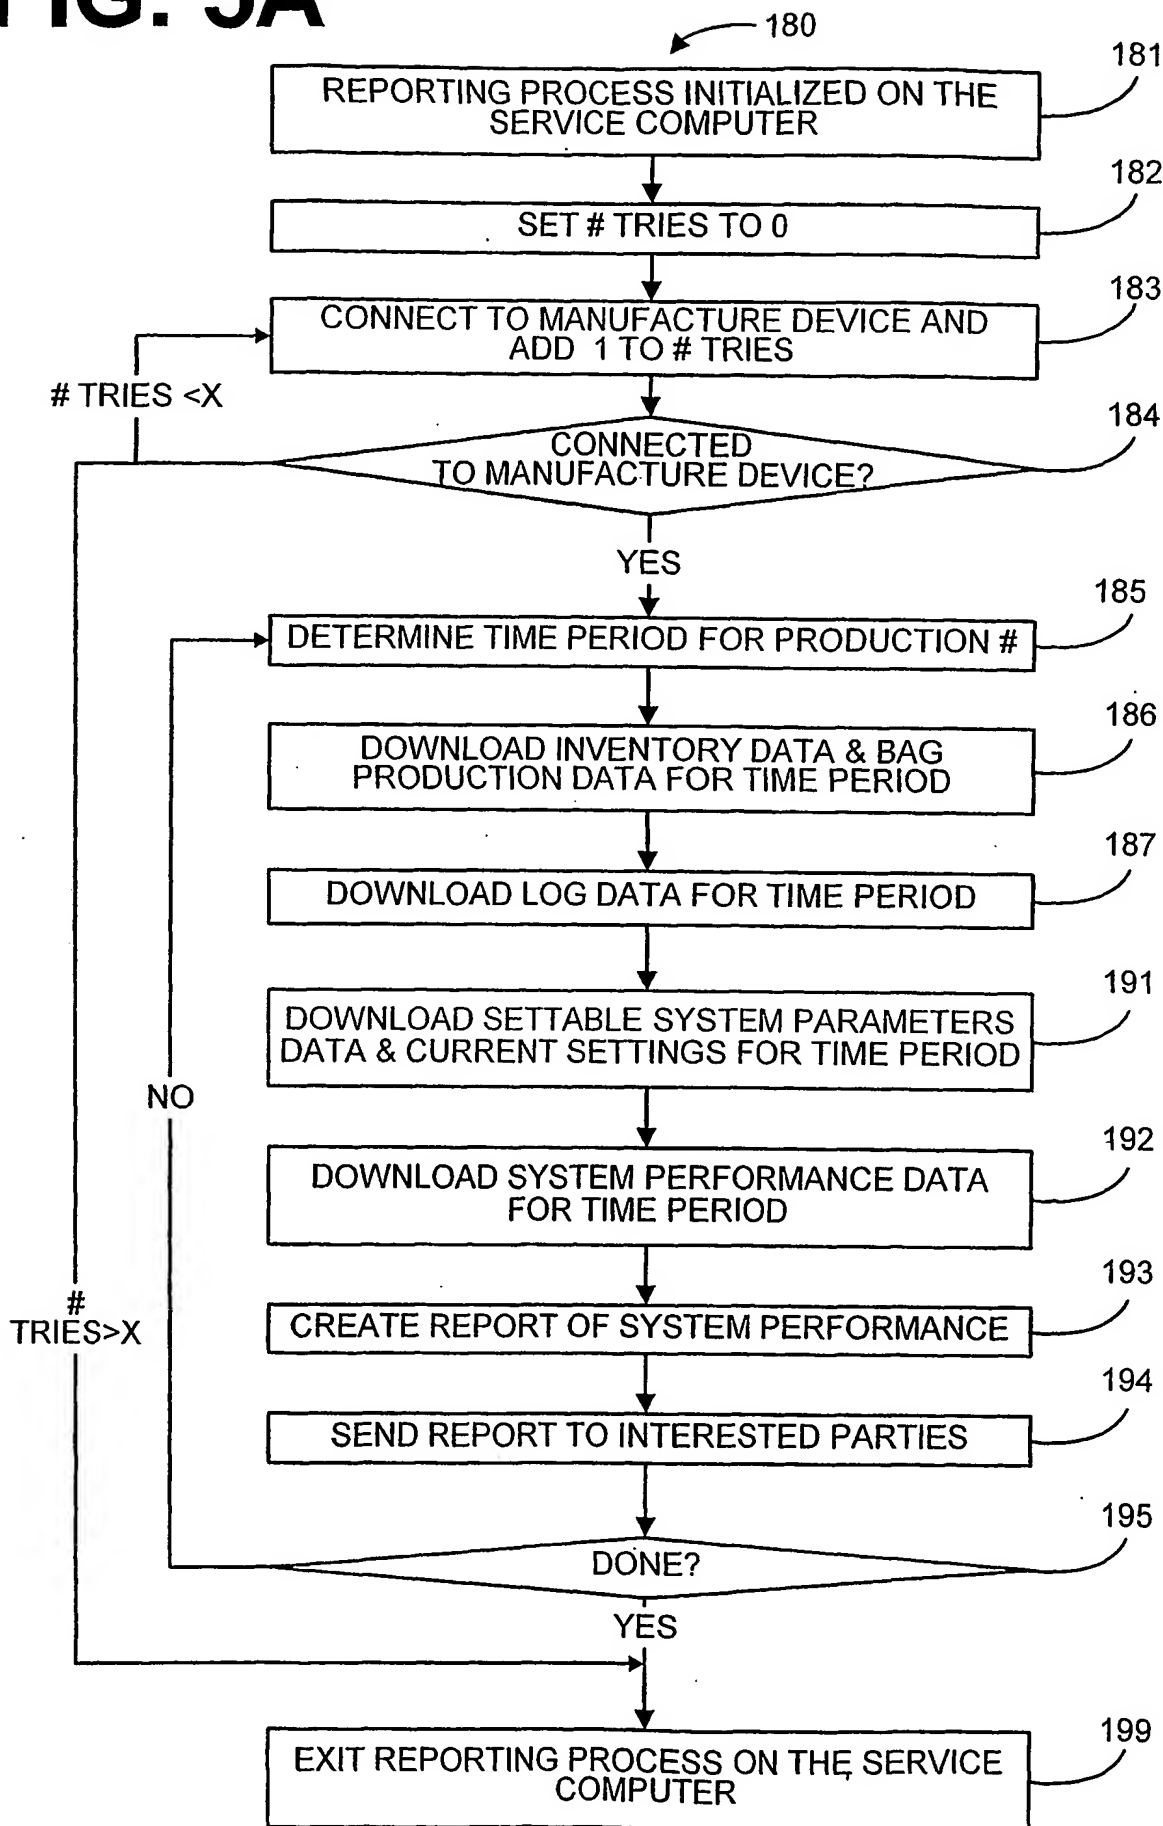 FIG. 5A
180
181
REPORTING PROCESS INITIALIZED ON THE
SERVICE COMPUTER
182
SET # TRIES TO 0
183
CONNECT TO MANUFACTURE DEVICE AND
ADD 1 TO # TRIES
# TRIES <X
184
CONNECTED
TO MANUFACTURE DEVICE?
YES
185
DETERMINE TIME PERIOD FOR PRODUCTION #
186
DOWNLOAD INVENTORY DATA & BAG
PRODUCTION DATA FOR TIME PERIOD
187
DOWNLOAD LOG DATA FOR TIME PERIOD
191
DOWNLOAD SETTABLE SYSTEM PARAMETERS
DATA & CURRENT SETTINGS FOR TIME PERIOD
NO
192
DOWNLOAD SYSTEM PERFORMANCE DATA
FOR TIME PERIOD
193
#
TRIES>X
CREATE REPORT OF SYSTEM PERFORMANCE
194
SEND REPORT TO INTERESTED PARTIES
195
DONE?
YES
199
EXIT REPORTING PROCESS ON THE SERVICE
COMPUTER